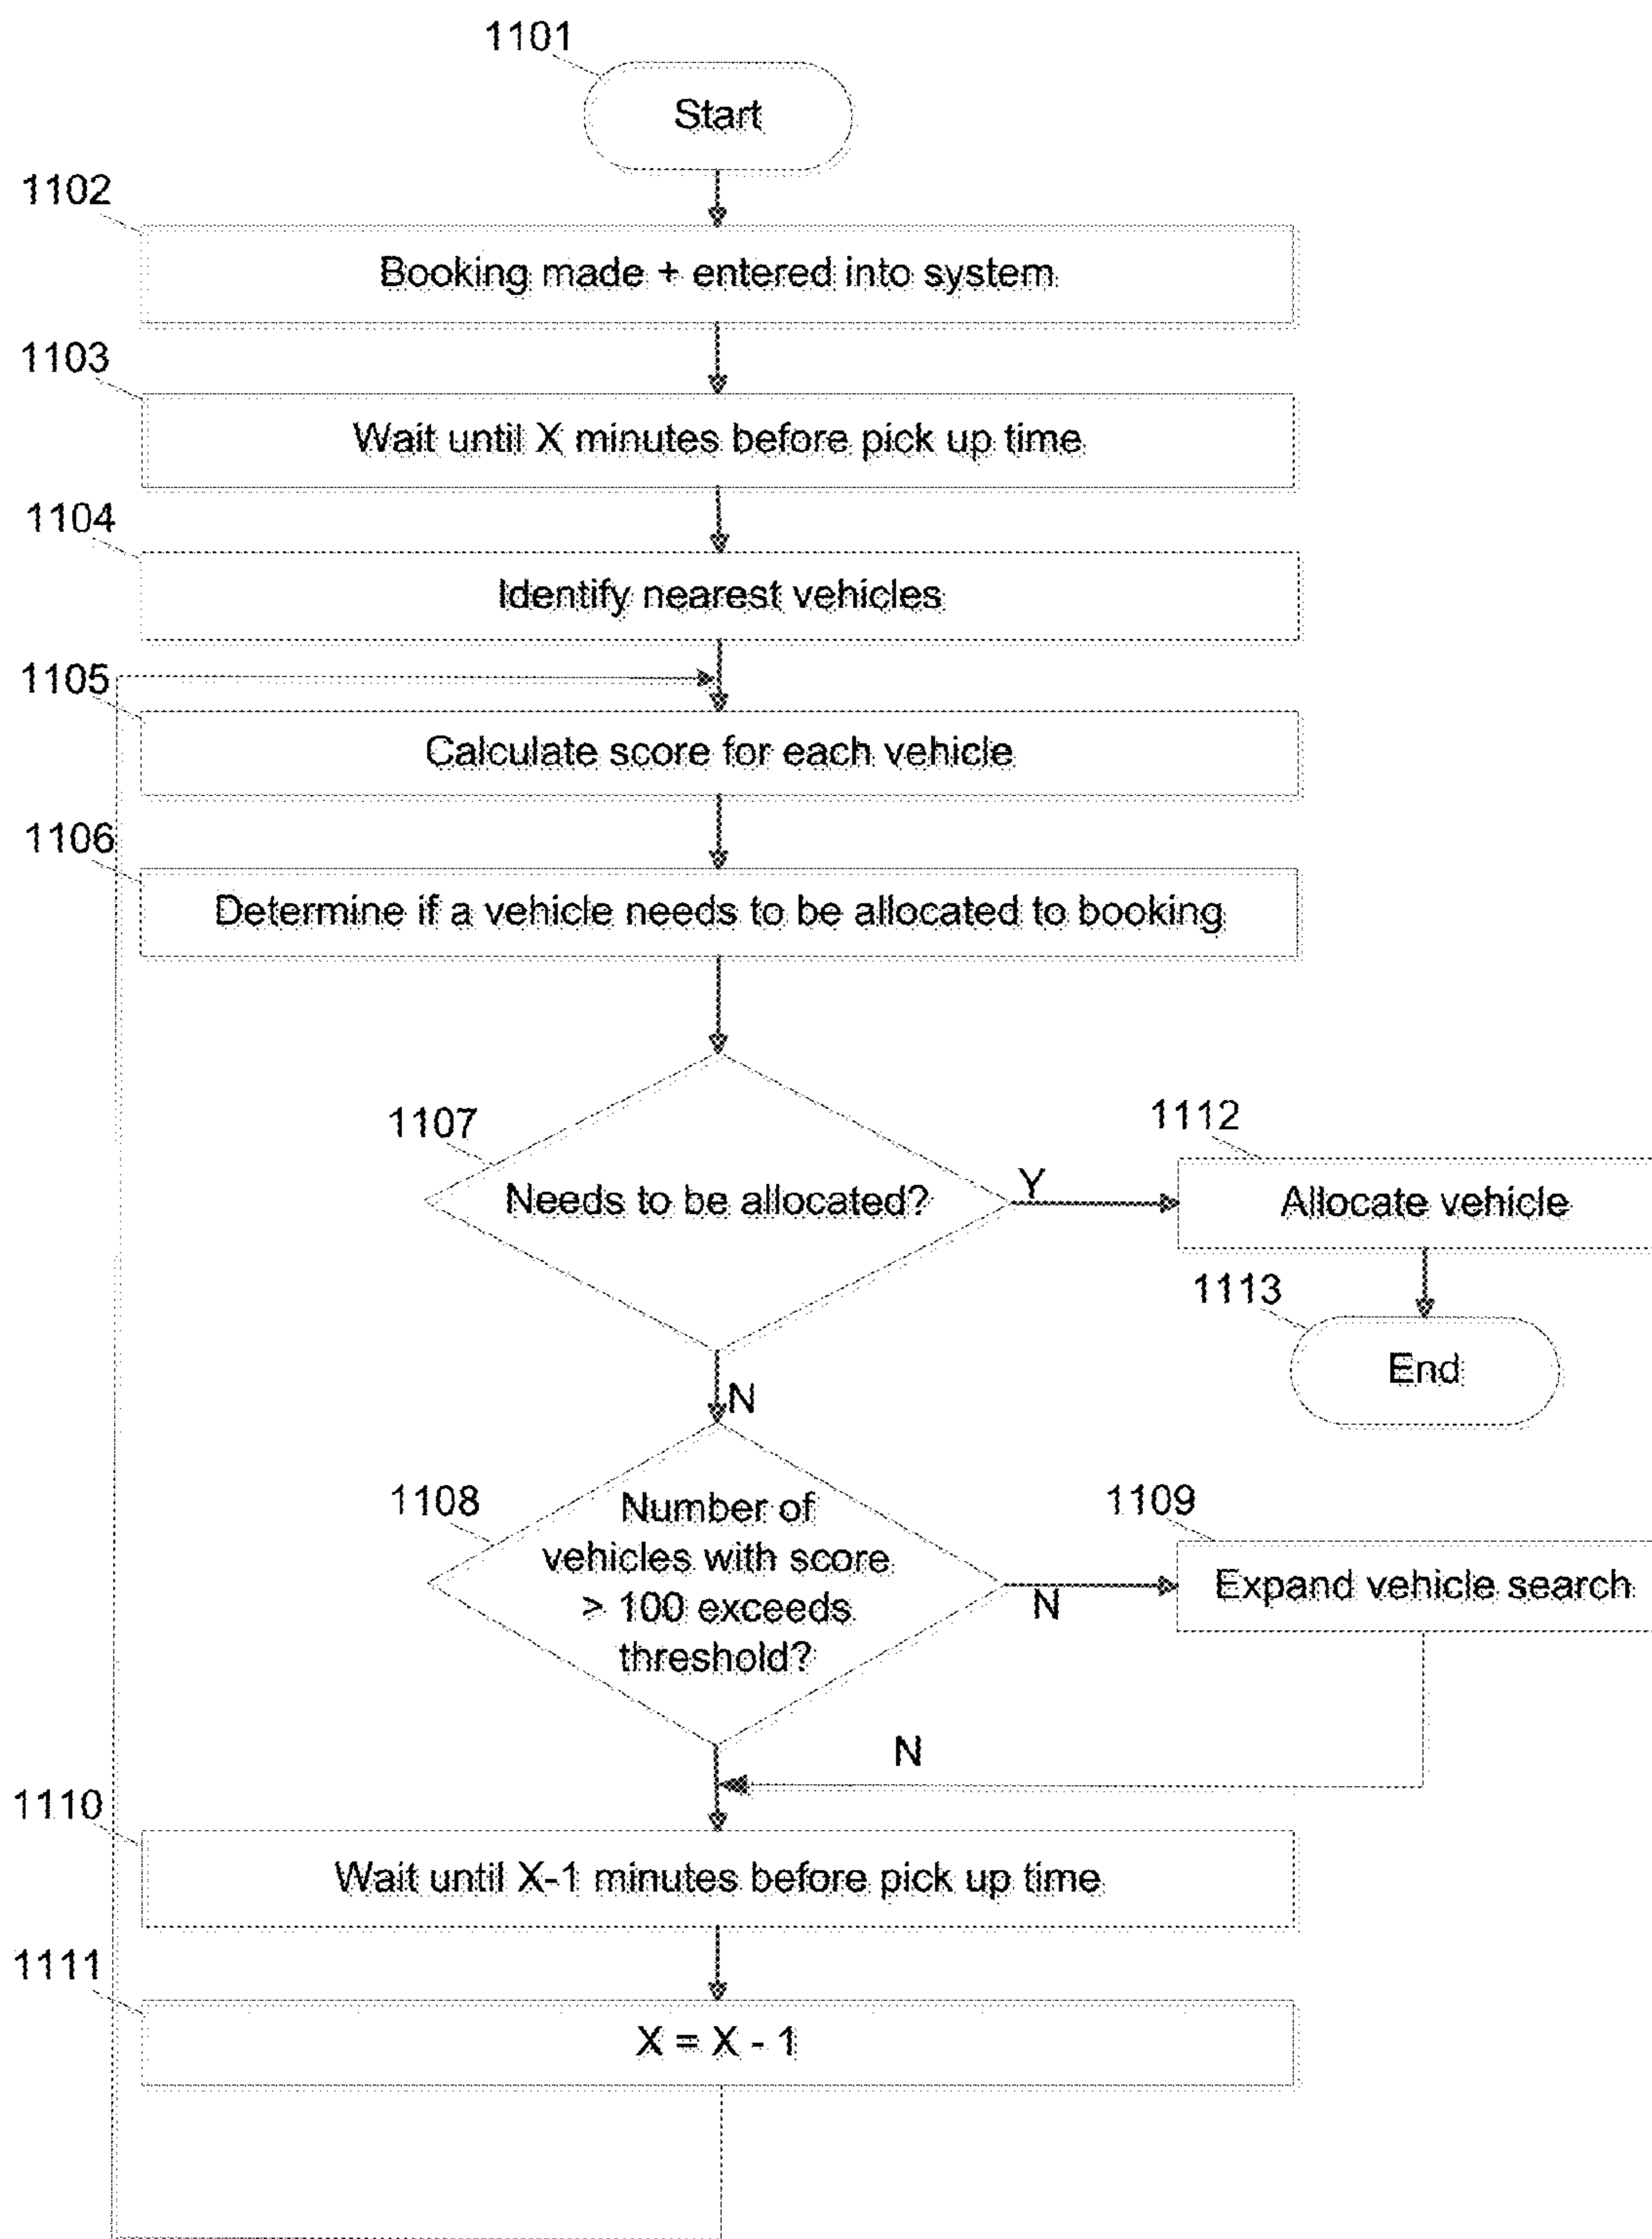 1101
Start
1102
Booking made + entered into system
1103
Wait until X minutes before pick up time
1104
Identify nearest vehicles
1105
Calculate score for each vehicle
1106
Determine if a vehicle needs to be allocated to booking
1107
Needs to be allocated?
Y
1112
Allocate vehicle
1113
End
N
1108
Number of
vehicles with score
> 100 exceeds
threshold?
N
1109
Expand vehicle search
N
1110
Wait until X-1 minutes before pick up time
1111
X = X - 1